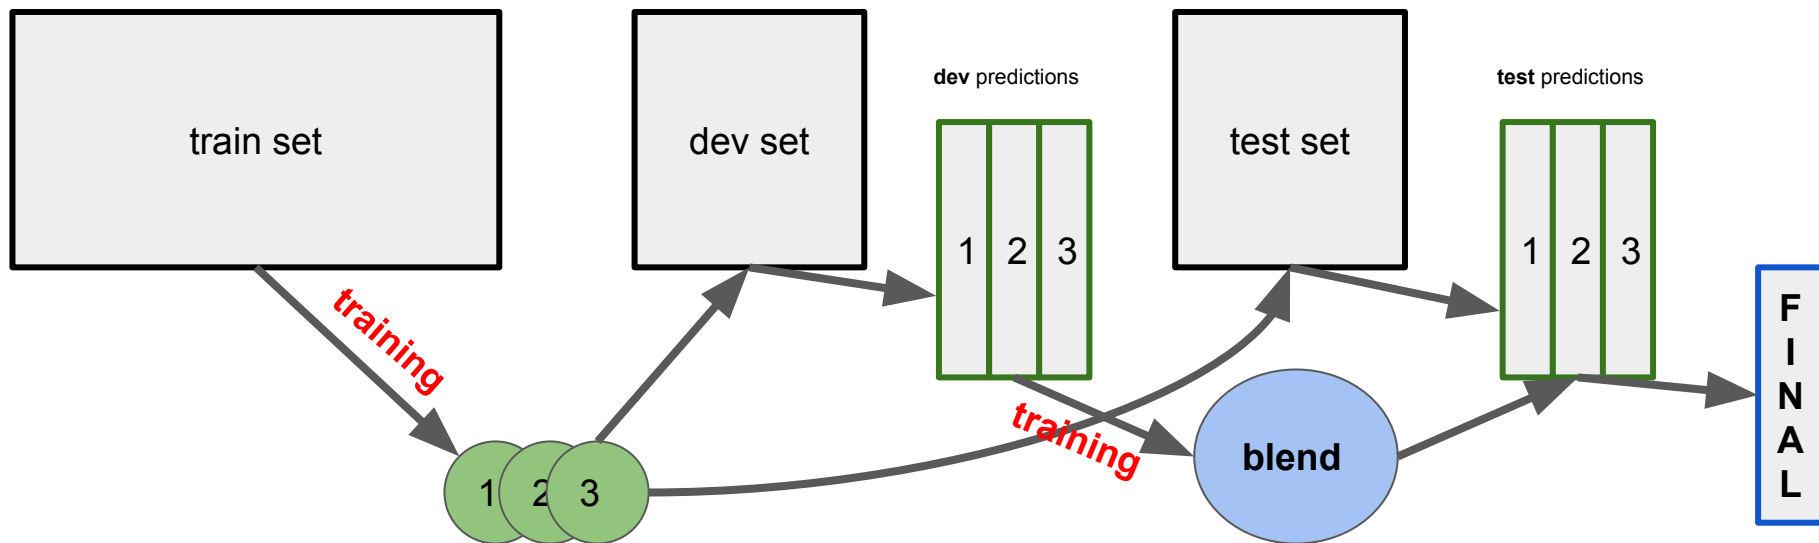 train set
dev set
dev predictions
1 2 3
test set
test predictions
1 2 3
training
training
1 2 3
blend
F
I
N
A
L